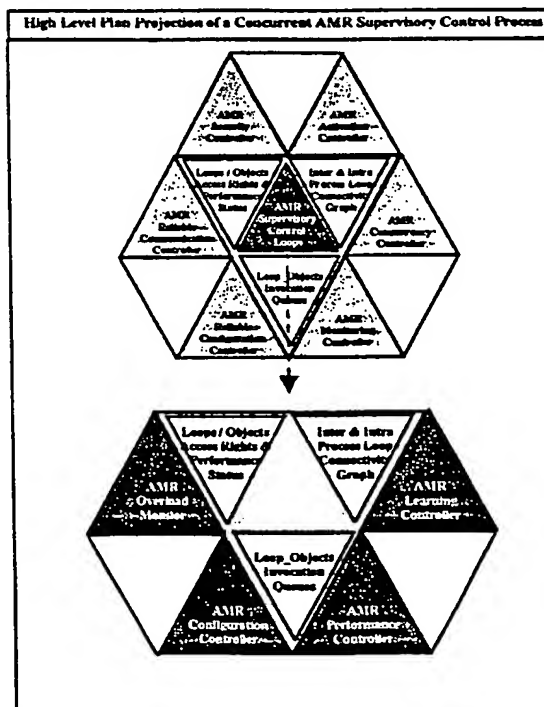 High Level Plan Projection of a Concurrent AMR Supervisory Control Process
AMR
Security
Controller
AMR
Activation
Controller
Loops / Objects
Access Rights &
Performance
Status
Inter & Intra
Process Loop
Connectivity
Graph
AMR
Supervisory
Control
Loops
AMR
Reliable
Communication
Controller
AMR
Concurrency
Controller
Loop_Objects
Invocation
Queues
AMR
Reliable
Configuration
Controller
AMR
Monitoring
Controller
Loops / Objects
Access Rights &
Performance
Status
Inter & Intra
Process Loop
Connectivity
Graph
AMR
Overload
Monitor
AMR
Learning
Controller
Loop_Objects
Invocation
Queues
AMR
Configuration
Controller
AMR
Performance
Controller